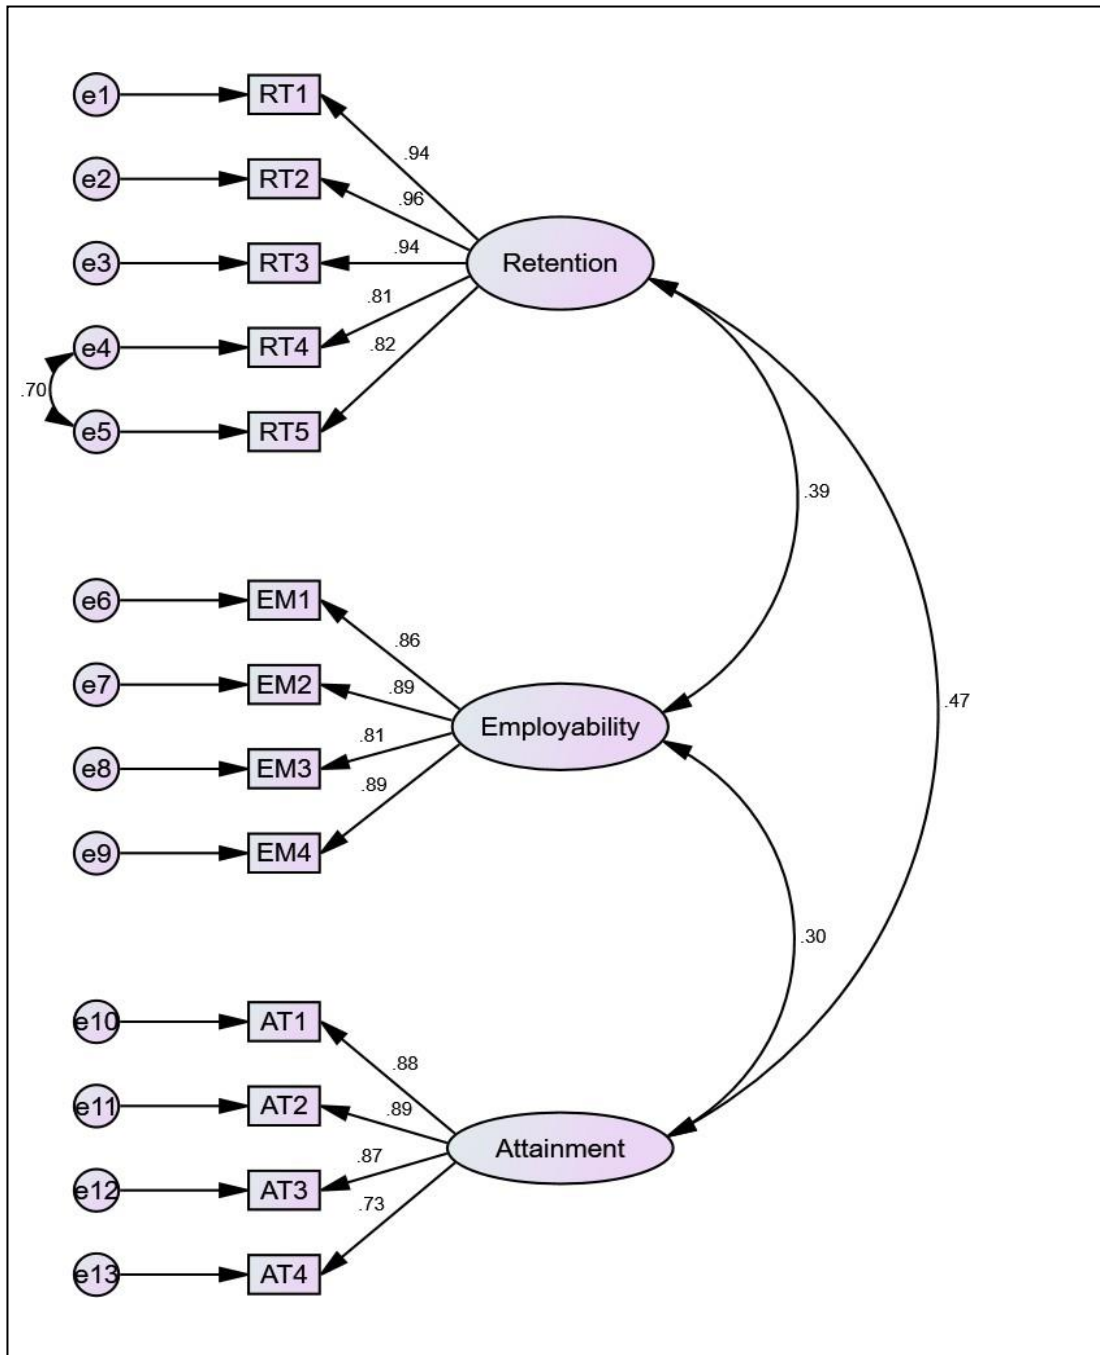 e1 RT1
.94
e2 RT2 .96
.94
e3 RT3 Retention
.81
e4 RT4 .82
.70
e5 RT5
.39
e6 EM1
.86
e7 EM2 .89
.47
Employability
.81
e8 EM3
.89
e9 EM4
.30
e10 AT1
.88
e11 AT2 .89
Attainment
.87
e12 AT3
.73
e13 AT4